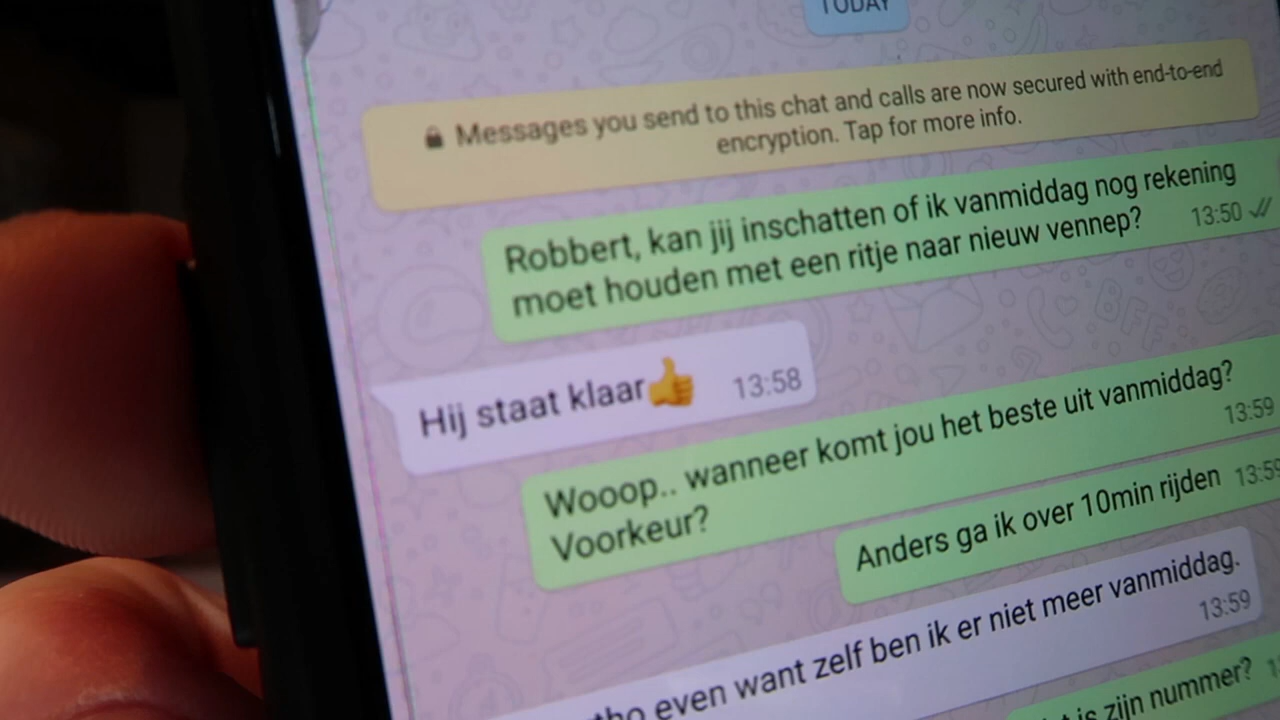 TODAY
Messages you send to this chat and calls are now secured with end-to-end
encryption. Tap for more info.
Robbert, kan jij inschatten of ik vanmiddag nog rekening
moet houden met een ritje naar nieuw vennep?
13:50
Hij staat klaar👍 13:58
Wooop.. wanneer komt jou het beste uit vanmiddag?
Voorkeur?
13:59
Anders ga ik over 10min rijden 13:59
even want zelf ben ik er niet meer vanmiddag.
13:59
is zijn nummer?